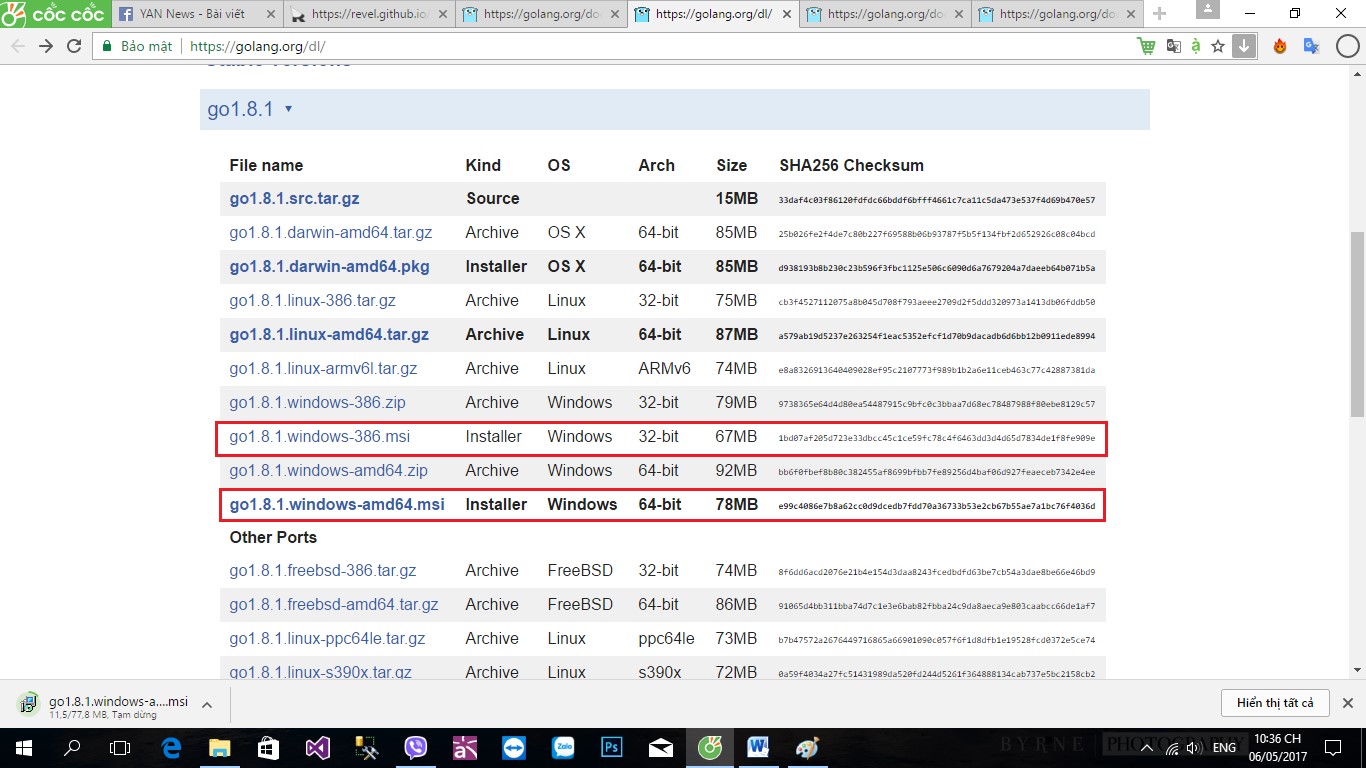 cốc cốc
YAN News - Bài viết
https://revel.github.io/
https://golang.org/do
https://golang.org/dl/
https://golang.org/do
https://golang.org/do
Bảo mật
https://golang.org/dl/
Stable versions
go1.8.1 ▾
File name Kind OS Arch Size SHA256 Checksum
go1.8.1.src.tar.gz Source 15MB 33daf4c03f86120fdfdc66bddf6bfff4661c7ca11c5da473e537f4d69b470e57
go1.8.1.darwin-amd64.tar.gz Archive OS X 64-bit 85MB 25b026fe2f4de7c80b227f69588b06b93787f5b5f134fbf2d652926c08c04bcd
go1.8.1.darwin-amd64.pkg Installer OS X 64-bit 85MB d938193b8b230c23b596f3fbc1125e506c6090d6a7679204a7daeeb64b071b5a
go1.8.1.linux-386.tar.gz Archive Linux 32-bit 75MB cb3f4527112075a8b045d708f793aeee2709d2f5ddd320973a1413db06fddb50
go1.8.1.linux-amd64.tar.gz Archive Linux 64-bit 87MB a579ab19d5237e263254f1eac5352efcf1d70b9dacadb6d6bb12b0911ede8994
go1.8.1.linux-armv6l.tar.gz Archive Linux ARMv6 74MB e8a8326913640409028ef95c2107773f989b1b2a6e11ceb463c77c42887381da
go1.8.1.windows-386.zip Archive Windows 32-bit 79MB 9738365e64d4d80ea54487915c9bfc0c3bbaa7d68ec78487988f80ebe8129c57
go1.8.1.windows-386.msi Installer Windows 32-bit 67MB 1bd07af205d723e33dbcc45c1ce59fc78c4f6463dd3d4d65d7834de1f8fe909e
go1.8.1.windows-amd64.zip Archive Windows 64-bit 92MB bb6f0fbef8b80c382455af8699bfbb7fe89256d4baf06d927feaeceb7342e4ee
go1.8.1.windows-amd64.msi Installer Windows 64-bit 78MB e99c4086e7b8a62cc0d9dcedb7fdd70a36733b53e2cb67b55ae7a1bc76f4036d
Other Ports
go1.8.1.freebsd-386.tar.gz Archive FreeBSD 32-bit 74MB 8f6dd6acd2076e21b4e154d3daa8243fcedbdfd63be7cb54a3dae8be66e46bd9
go1.8.1.freebsd-amd64.tar.gz Archive FreeBSD 64-bit 86MB 91065d4bb311bba74d7c1e3e6bab82fbba24c9da8aeca9e803caabcc66de1af7
go1.8.1.linux-ppc64le.tar.gz Archive Linux ppc64le 73MB b7b47572a2676449716865a66901090c057f6f1d8dfb1e19528fcd0372e5ce74
go1.8.1.linux-s390x.tar.gz Archive Linux s390x 72MB 0a59f4034a27fc51431989da520fd244d5261f364888134cab737e5bc2158cb2
go1.8.1.windows-a....msi
11,5/77,8 MB, Tạm dừng
Hiển thị tất cả
Zalo
Ps
BYRNE PHOTOGRAPHY
ENG
10:36 CH
06/05/2017